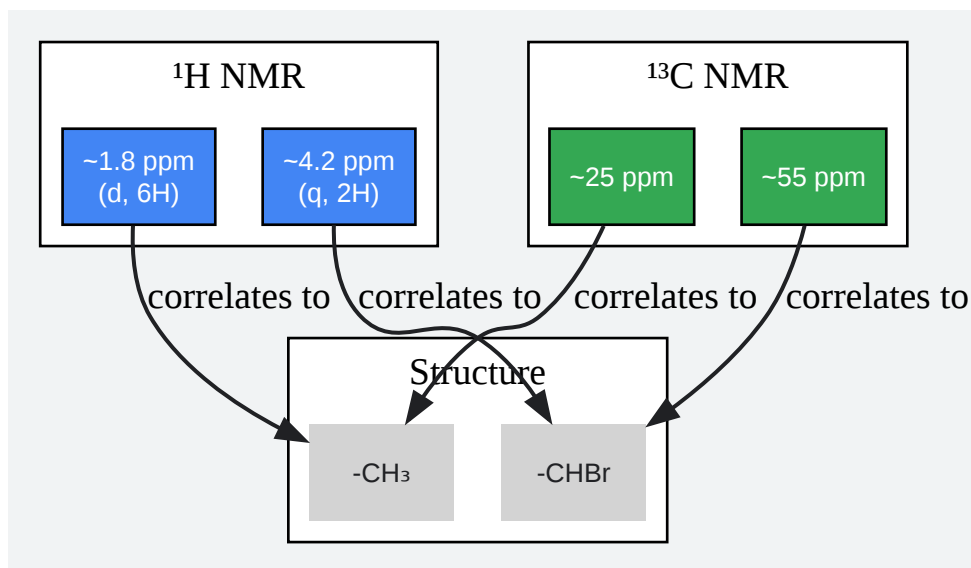 ¹H NMR
¹³C NMR
~1.8 ppm
(d, 6H)
~4.2 ppm
(q, 2H)
~25 ppm
~55 ppm
correlates to
correlates to
correlates to
correlates to
Structure
-CH₃
-CHBr